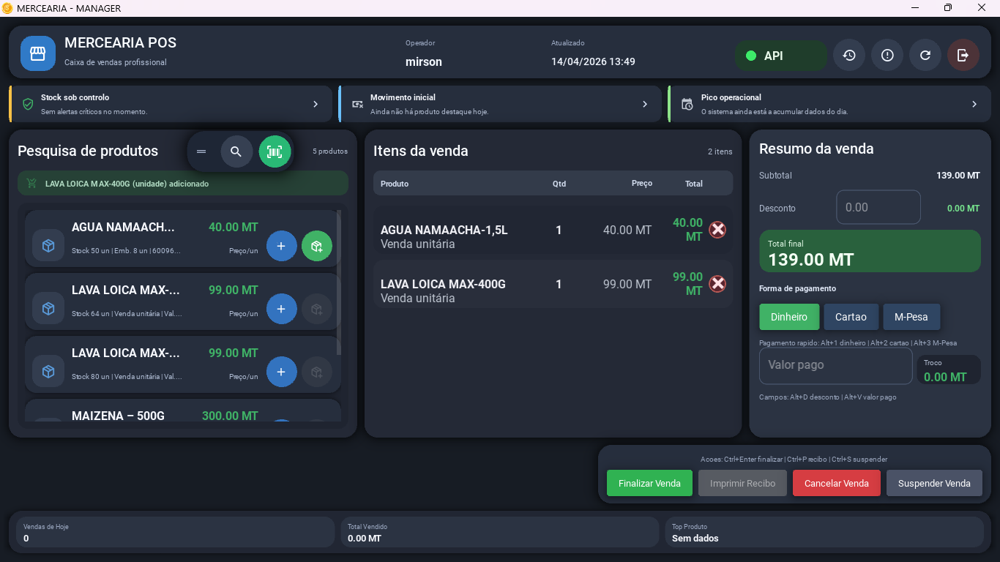 MERCEARIA - MANAGER
MERCEARIA POS
Caixa de vendas profissional
Operador
mirson
Atualizado
14/04/2026 13:49
API
Stock sob controlo
Sem alertas críticos no momento.
Movimento inicial
Ainda não há produto destaque hoje.
Pico operacional
O sistema ainda está a acumular dados do dia.
Pesquisa de produtos
5 produtos
LAVA LOICA MAX-400G (unidade) adicionado
AGUA NAMAACH...
40.00 MT
Stock 50 un | Emb. 8 un | 60096...
Preço/un
LAVA LOICA MAX-...
99.00 MT
Stock 64 un | Venda unitária | Val....
Preço/un
LAVA LOICA MAX-...
99.00 MT
Stock 80 un | Venda unitária | Val....
Preço/un
MAIZENA – 500G
300.00 MT
Itens da venda
2 itens
Produto Qtd Preço Total
AGUA NAMAACHA-1,5L
Venda unitária
1
40.00 MT
40.00
MT
LAVA LOICA MAX-400G
Venda unitária
1
99.00 MT
99.00
MT
Resumo da venda
Subtotal 139.00 MT
Desconto 0.00 0.00 MT
Total final
139.00 MT
Forma de pagamento
Dinheiro Cartao M-Pesa
Pagamento rapido: Alt+1 dinheiro | Alt+2 cartao | Alt+3 M-Pesa
Valor pago
Troco
0.00 MT
Campos: Alt+D desconto | Alt+V valor pago
Acoes: Ctrl+Enter finalizar | Ctrl+P recibo | Ctrl+S suspender
Finalizar Venda Imprimir Recibo Cancelar Venda Suspender Venda
Vendas de Hoje
0
Total Vendido
0.00 MT
Top Produto
Sem dados